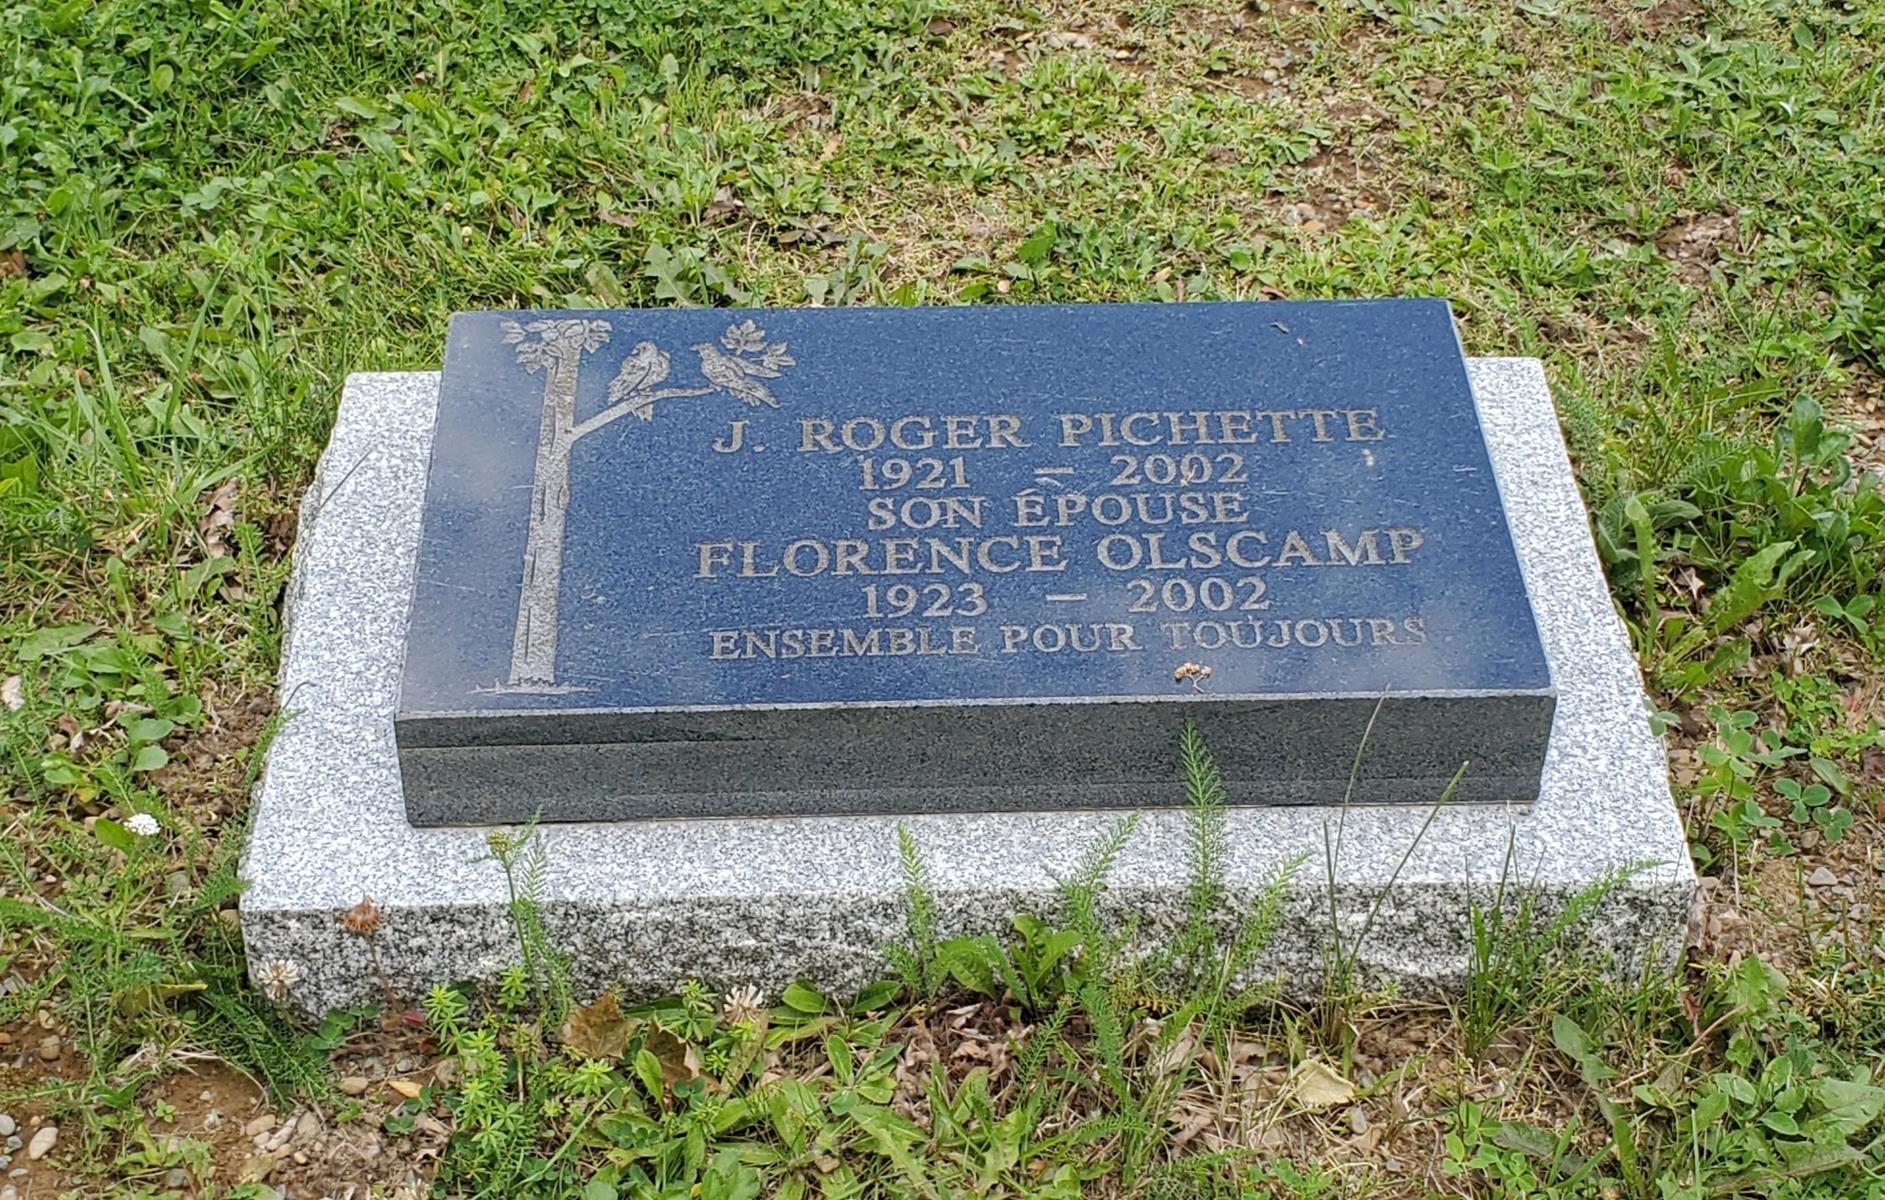 J. ROGER PICHETTE
1921 – 2002
SON ÉPOUSE
FLORENCE OLSCAMP
1923 – 2002
ENSEMBLE POUR TOUJOURS